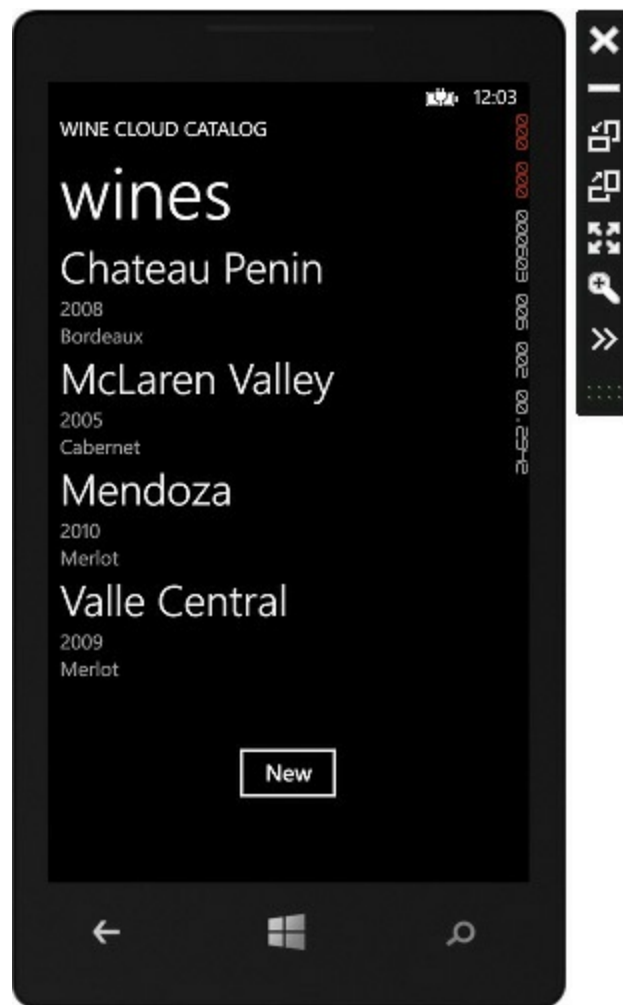 12:03
WINE CLOUD CATALOG
wines
Chateau Penin
2008
Bordeaux
McLaren Valley
2005
Cabernet
Mendoza
2010
Merlot
Valle Central
2009
Merlot
New